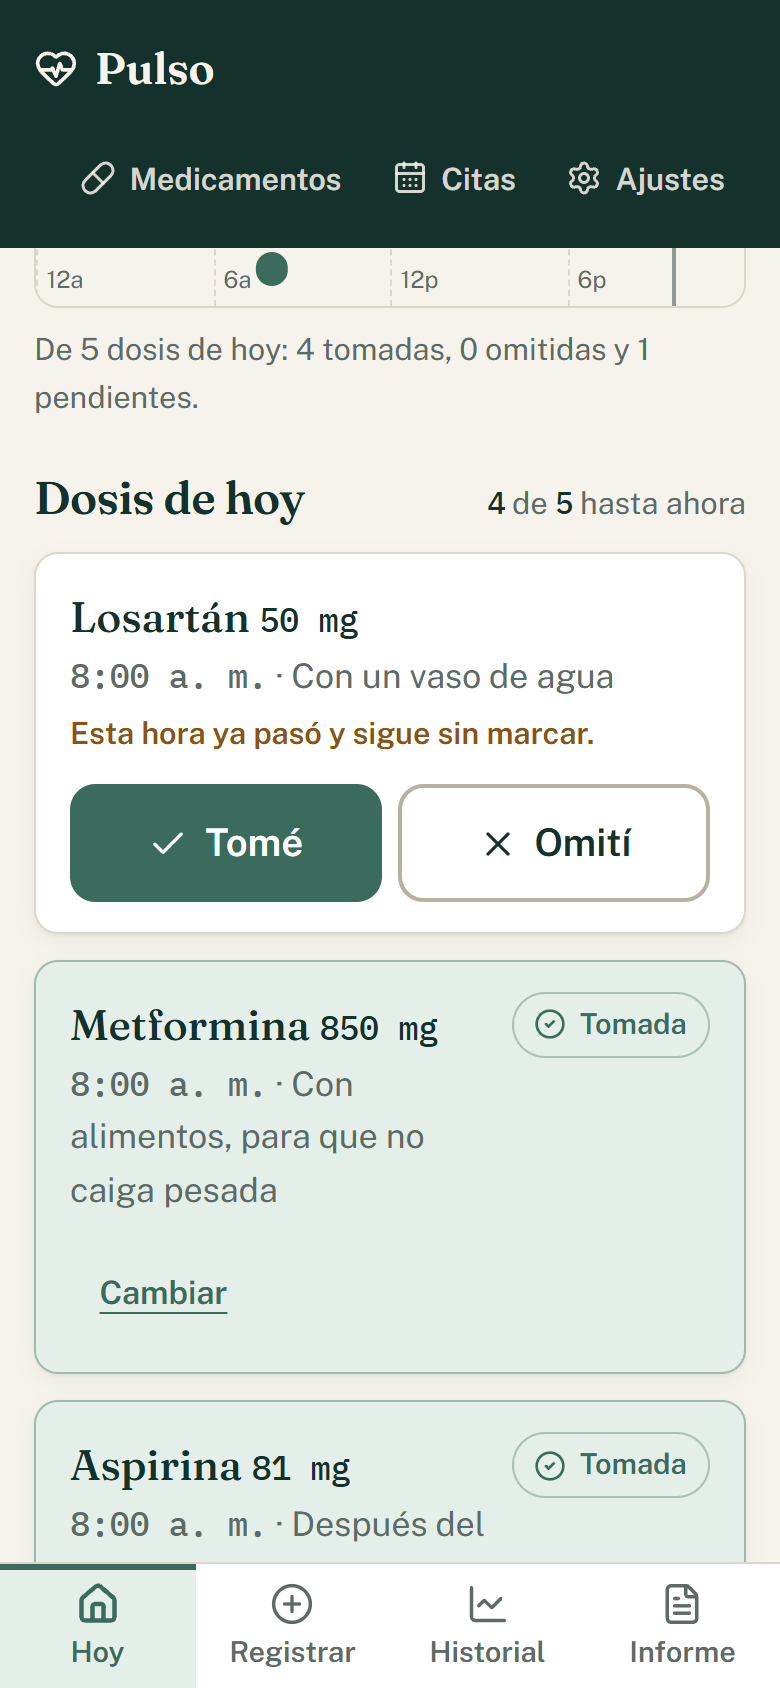 Pulso
Medicamentos
Citas
Ajustes
12a
6a
12p
6p
De 5 dosis de hoy: 4 tomadas, 0 omitidas y 1
pendientes.
Dosis de hoy
4 de 5 hasta ahora
Losartán 50 mg
8:00 a. m. · Con un vaso de agua
Esta hora ya pasó y sigue sin marcar.
Tomé
Omití
Metformina 850 mg
Tomada
8:00 a. m. · Con
alimentos, para que no
caiga pesada
Cambiar
Aspirina 81 mg
Tomada
8:00 a. m. · Después del
Hoy
Registrar
Historial
Informe